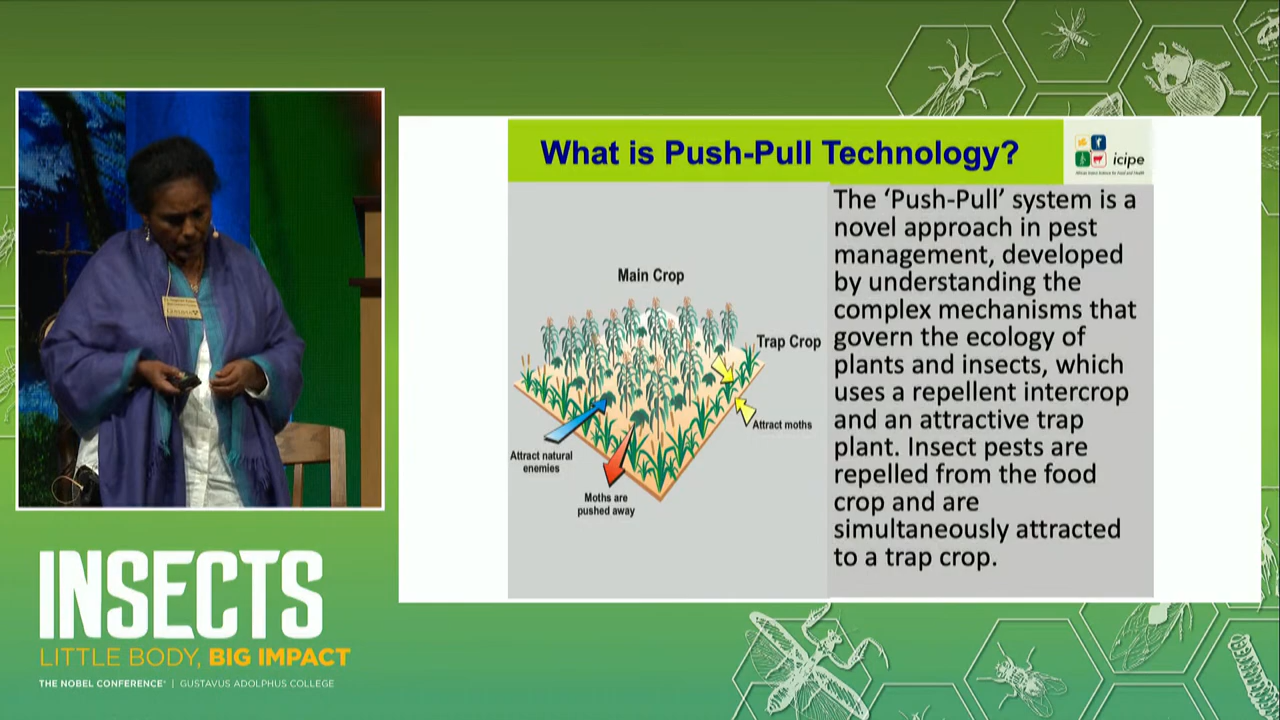 What is Push-Pull Technology?
icipe
The ‘Push-Pull’ system is a
novel approach in pest
management, developed
by understanding the
complex mechanisms that
govern the ecology of
plants and insects, which
uses a repellent intercrop
and an attractive trap
plant. Insect pests are
repelled from the food
crop and are
simultaneously attracted
to a trap crop.
Main Crop
Trap Crop
Attract moths
Attract natural
enemies
Moths are
pushed away
INSECTS
LITTLE BODY, BIG IMPACT
THE NOBEL CONFERENCE® | GUSTAVUS ADOLPHUS COLLEGE